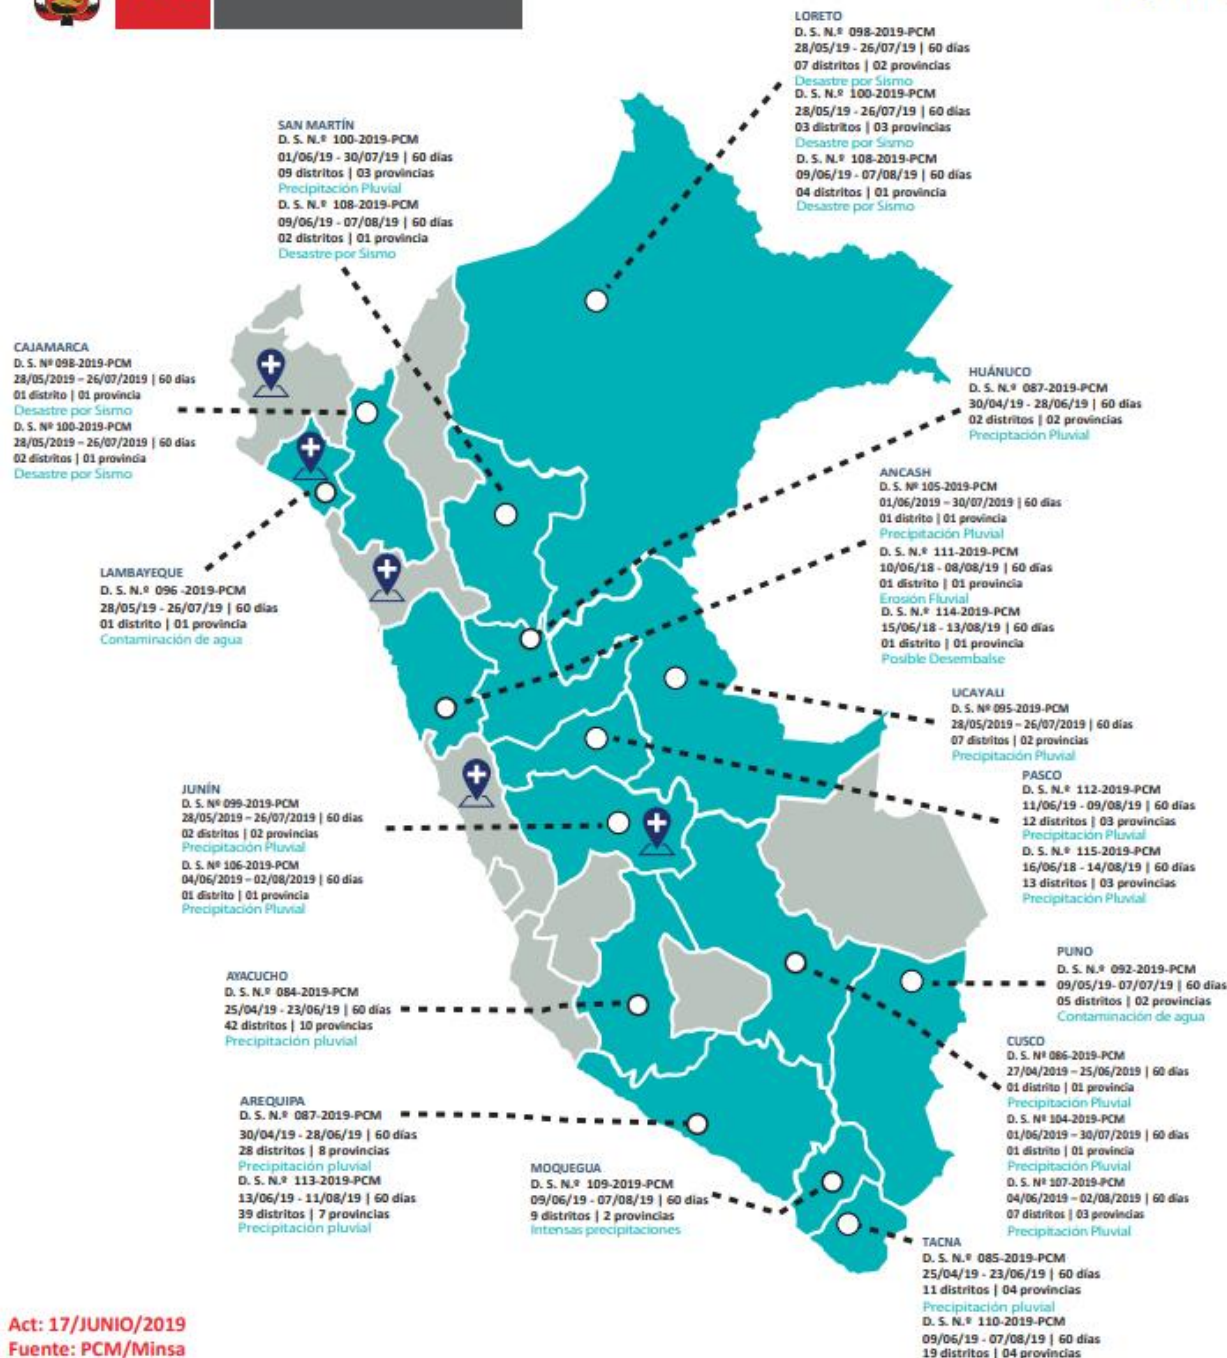 LORETO
D. S. N.º 098-2019-PCM
28/05/19 - 26/07/19 | 60 días
07 distritos | 02 provincias
Desastre por Sismo
D. S. N.º 100-2019-PCM
28/05/19 - 26/07/19 | 60 días
03 distritos | 03 provincias
Desastre por Sismo
D. S. N.º 108-2019-PCM
09/06/19 - 07/08/19 | 60 días
04 distritos | 01 provincia
Desastre por Sismo
SAN MARTÍN
D. S. N.º 100-2019-PCM
01/06/19 - 30/07/19 | 60 días
09 distritos | 03 provincias
Precipitación Pluvial
D. S. N.º 108-2019-PCM
09/06/19 - 07/08/19 | 60 días
02 distritos | 01 provincia
Desastre por Sismo
CAJAMARCA
D. S. Nº 098-2019-PCM
28/05/2019 – 26/07/2019 | 60 días
01 distrito | 01 provincia
Desastre por Sismo
D. S. Nº 100-2019-PCM
28/05/2019 – 26/07/2019 | 60 días
02 distritos | 01 provincia
Desastre por Sismo
HUÁNUCO
D. S. N.º 087-2019-PCM
30/04/19 - 28/06/19 | 60 días
02 distritos | 02 provincias
Preciptación Pluvial
ANCASH
D. S. Nº 105-2019-PCM
01/06/2019 – 30/07/2019 | 60 días
01 distrito | 01 provincia
Precipitación Pluvial
D. S. N.º 111-2019-PCM
10/06/18 - 08/08/19 | 60 días
01 distrito | 01 provincia
Erosión Fluvial
D. S. N.º 114-2019-PCM
15/06/18 - 13/08/19 | 60 días
01 distrito | 01 provincia
Posible Desembalse
LAMBAYEQUE
D. S. N.º 096 -2019-PCM
28/05/19 - 26/07/19 | 60 días
01 distrito | 01 provincia
Contaminación de agua
UCAYALI
D. S. Nº 095-2019-PCM
28/05/2019 – 26/07/2019 | 60 días
07 distritos | 02 provincias
Precipitación Pluvial
PASCO
D. S. N.º 112-2019-PCM
11/06/19 - 09/08/19 | 60 días
12 distritos | 03 provincias
Precipitación Pluvial
D. S. N.º 115-2019-PCM
16/06/18 - 14/08/19 | 60 días
13 distritos | 03 provincias
Precipitación Pluvial
JUNÍN
D. S. Nº 099-2019-PCM
28/05/2019 – 26/07/2019 | 60 días
02 distritos | 02 provincias
Precipitación Pluvial
D. S. Nº 106-2019-PCM
04/06/2019 – 02/08/2019 | 60 días
01 distrito | 01 provincia
Precipitación Pluvial
PUNO
D. S. N.º 092-2019-PCM
09/05/19- 07/07/19 | 60 días
05 distritos | 02 provincias
Contaminación de agua
AYACUCHO
D. S. N.º 084-2019-PCM
25/04/19 - 23/06/19 | 60 días
42 distritos | 10 provincias
Precipitación pluvial
CUSCO
D. S. Nº 086-2019-PCM
27/04/2019 – 25/06/2019 | 60 días
01 distrito | 01 provincia
Precipitación Pluvial
D. S. Nº 104-2019-PCM
01/06/2019 – 30/07/2019 | 60 días
01 distrito | 01 provincia
Precipitación Pluvial
D. S. Nº 107-2019-PCM
04/06/2019 – 02/08/2019 | 60 días
07 distritos | 03 provincias
Precipitación Pluvial
AREQUIPA
D. S. N.º 087-2019-PCM
30/04/19 - 28/06/19 | 60 días
28 distritos | 8 provincias
Precipitación pluvial
D. S. N.º 113-2019-PCM
13/06/19 - 11/08/19 | 60 días
39 distritos | 7 provincias
Precipitación pluvial
MOQUEGUA
D. S. N.º 109-2019-PCM
09/06/19 - 07/08/19 | 60 días
9 distritos | 2 provincias
Intensas precipitaciones
TACNA
D. S. N.º 085-2019-PCM
25/04/19 - 23/06/19 | 60 días
11 distritos | 04 provincias
Precipitación pluvial
D. S. N.º 110-2019-PCM
09/06/19 - 07/08/19 | 60 días
19 distritos | 04 provincias
Act: 17/JUNIO/2019
Fuente: PCM/Minsa